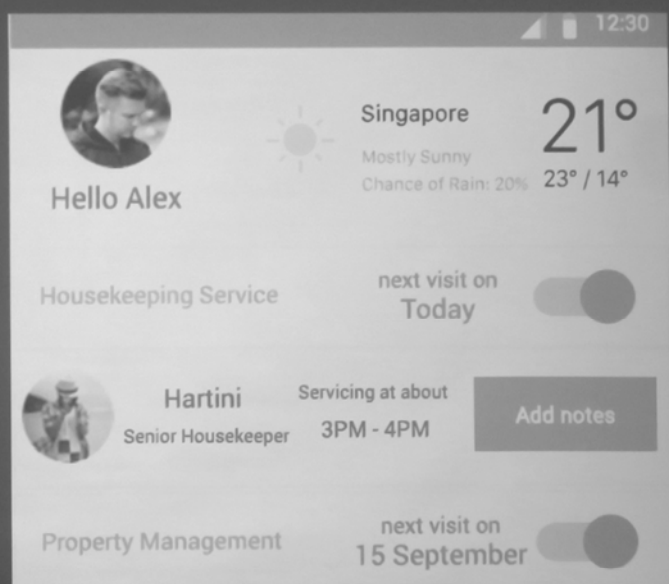 12:30
Singapore
21°
Mostly Sunny
Chance of Rain: 20%
23° / 14°
Hello Alex
Housekeeping Service
next visit on
Today
Hartini
Senior Housekeeper
Servicing at about
3PM - 4PM
Add notes
Property Management
next visit on
15 September